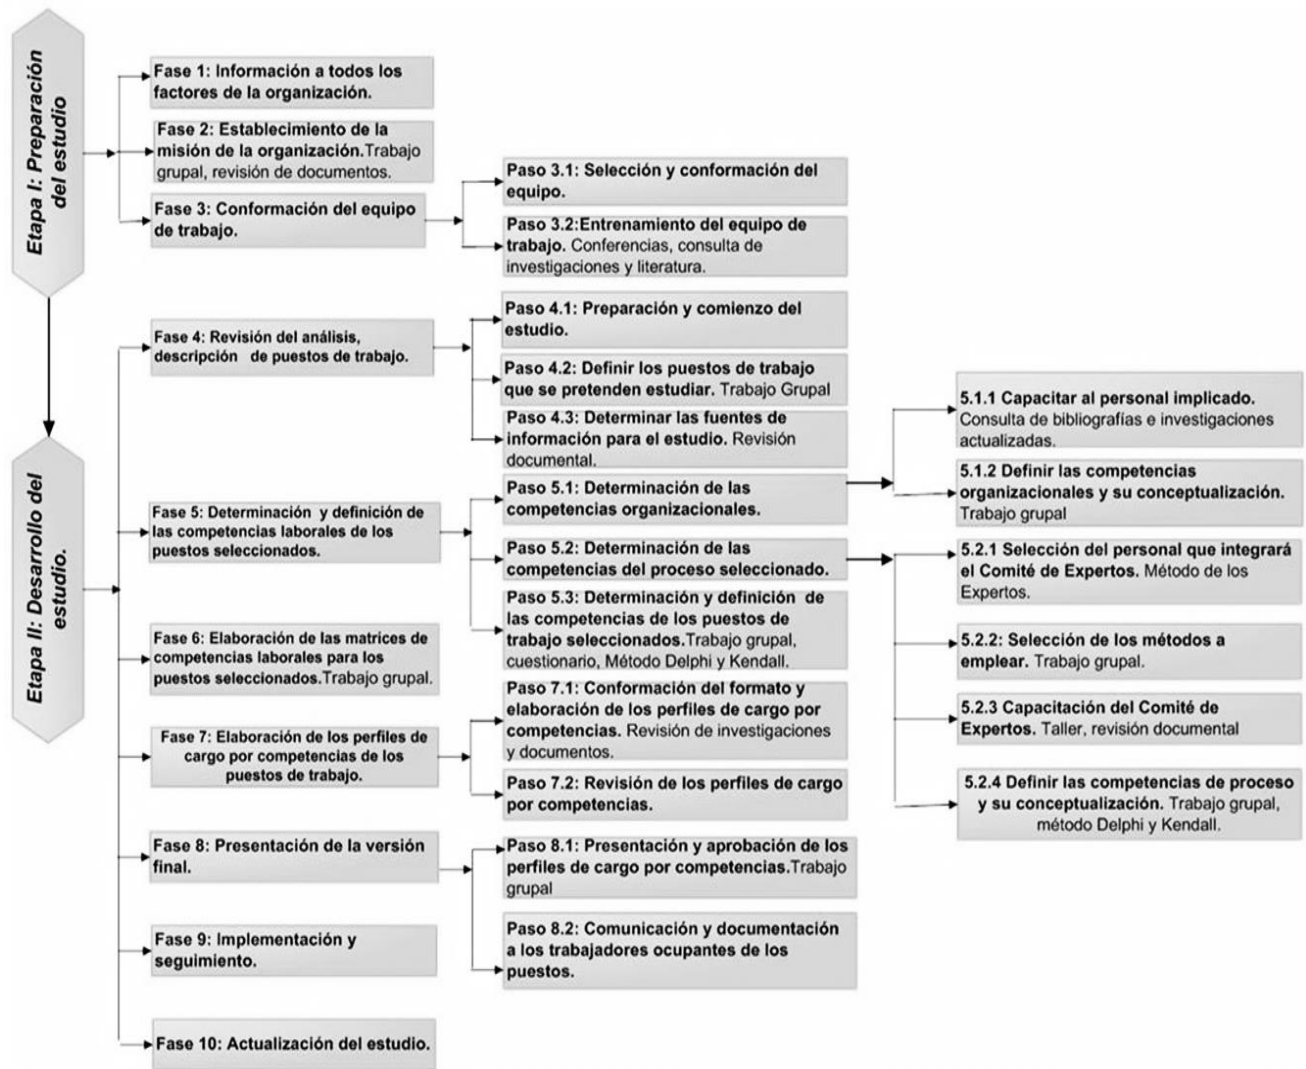 Etapa I: Preparación
del estudio
Fase 1: Información a todos los
factores de la organización.
Fase 2: Establecimiento de la
misión de la organización.Trabajo
grupal, revisión de documentos.
Fase 3: Conformación del equipo
de trabajo.
Paso 3.1: Selección y conformación del
equipo.
Paso 3.2:Entrenamiento del equipo de
trabajo. Conferencias, consulta de
investigaciones y literatura.
Etapa II: Desarrollo del
estudio.
Fase 4: Revisión del análisis,
descripción de puestos de trabajo.
Paso 4.1: Preparación y comienzo del
estudio.
Paso 4.2: Definir los puestos de trabajo
que se pretenden estudiar. Trabajo Grupal
Paso 4.3: Determinar las fuentes de
información para el estudio. Revisión
documental.
Fase 5: Determinación y definición de
las competencias laborales de los
puestos seleccionados.
Paso 5.1: Determinación de las
competencias organizacionales.
5.1.1 Capacitar al personal implicado.
Consulta de bibliografías e investigaciones
actualizadas.
5.1.2 Definir las competencias
organizacionales y su conceptualización.
Trabajo grupal
Paso 5.2: Determinación de las
competencias del proceso seleccionado.
5.2.1 Selección del personal que integrará
el Comité de Expertos. Método de los
Expertos.
5.2.2: Selección de los métodos a
emplear. Trabajo grupal.
5.2.3 Capacitación del Comité de
Expertos. Taller, revisión documental
5.2.4 Definir las competencias de proceso
y su conceptualización. Trabajo grupal,
método Delphi y Kendall.
Paso 5.3: Determinación y definición de
las competencias de los puestos de
trabajo seleccionados.Trabajo grupal,
cuestionario, Método Delphi y Kendall.
Fase 6: Elaboración de las matrices de
competencias laborales para los
puestos seleccionados.Trabajo grupal.
Fase 7: Elaboración de los perfiles de
cargo por competencias de los
puestos de trabajo.
Paso 7.1: Conformación del formato y
elaboración de los perfiles de cargo por
competencias. Revisión de investigaciones
y documentos.
Paso 7.2: Revisión de los perfiles de cargo
por competencias.
Fase 8: Presentación de la versión
final.
Paso 8.1: Presentación y aprobación de los
perfiles de cargo por competencias.Trabajo
grupal
Paso 8.2: Comunicación y documentación
a los trabajadores ocupantes de los
puestos.
Fase 9: Implementación y
seguimiento.
Fase 10: Actualización del estudio.